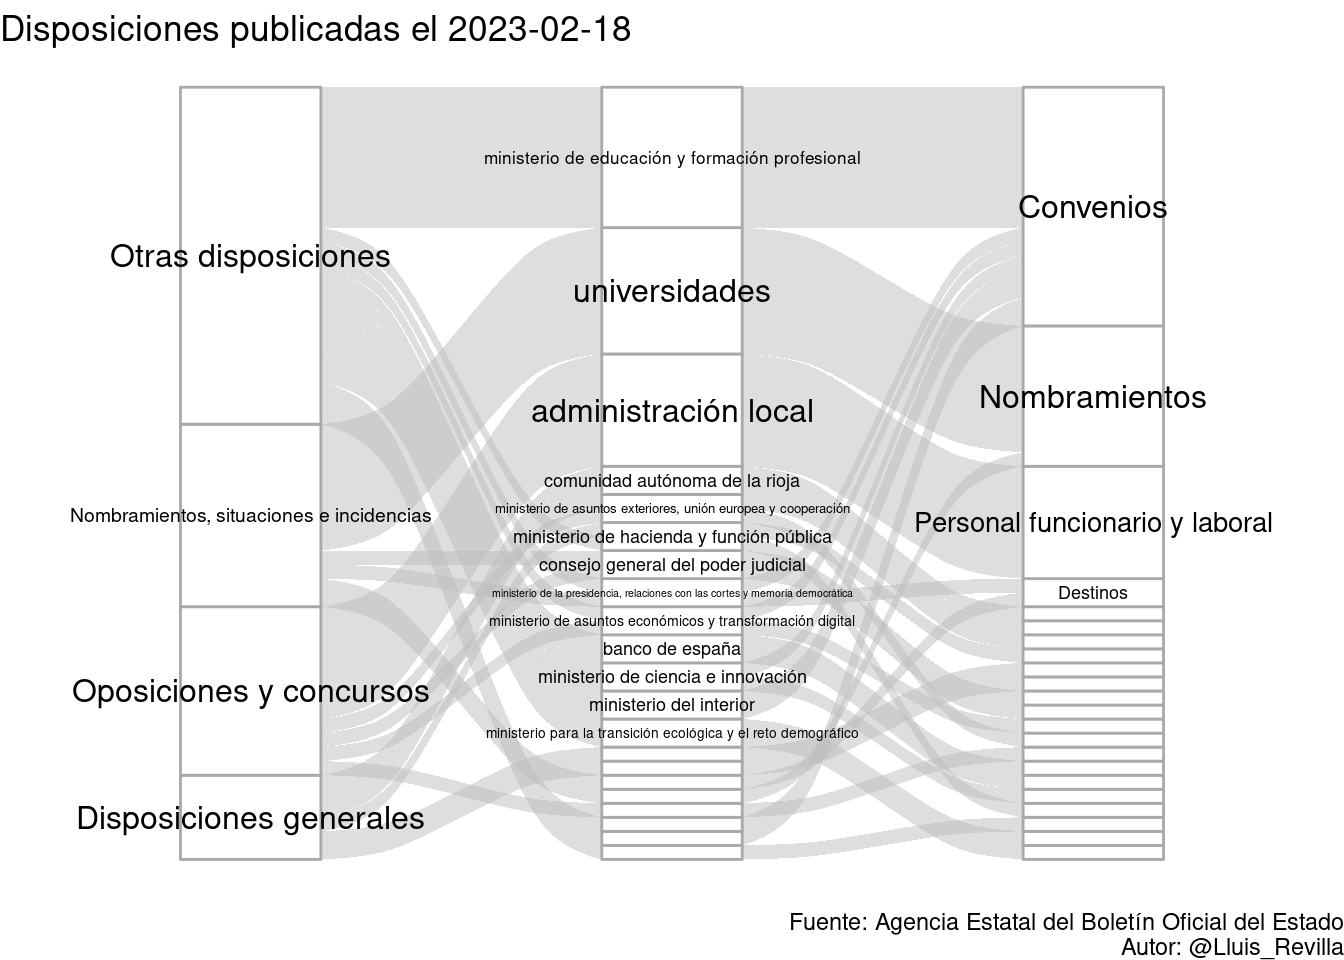 Disposiciones publicadas el 2023-02-18
Otras disposiciones
Nombramientos, situaciones e incidencias
Oposiciones y concursos
Disposiciones generales
ministerio de educación y formación profesional
universidades
administración local
comunidad autónoma de la rioja
ministerio de asuntos exteriores, unión europea y cooperación
ministerio de hacienda y función pública
consejo general del poder judicial
ministerio de la presidencia, relaciones con las cortes y memoria democrática
ministerio de asuntos económicos y transformación digital
banco de españa
ministerio de ciencia e innovación
ministerio del interior
ministerio para la transición ecológica y el reto demográfico
Convenios
Nombramientos
Personal funcionario y laboral
Destinos
Fuente: Agencia Estatal del Boletín Oficial del Estado
Autor: @Lluis_Revilla